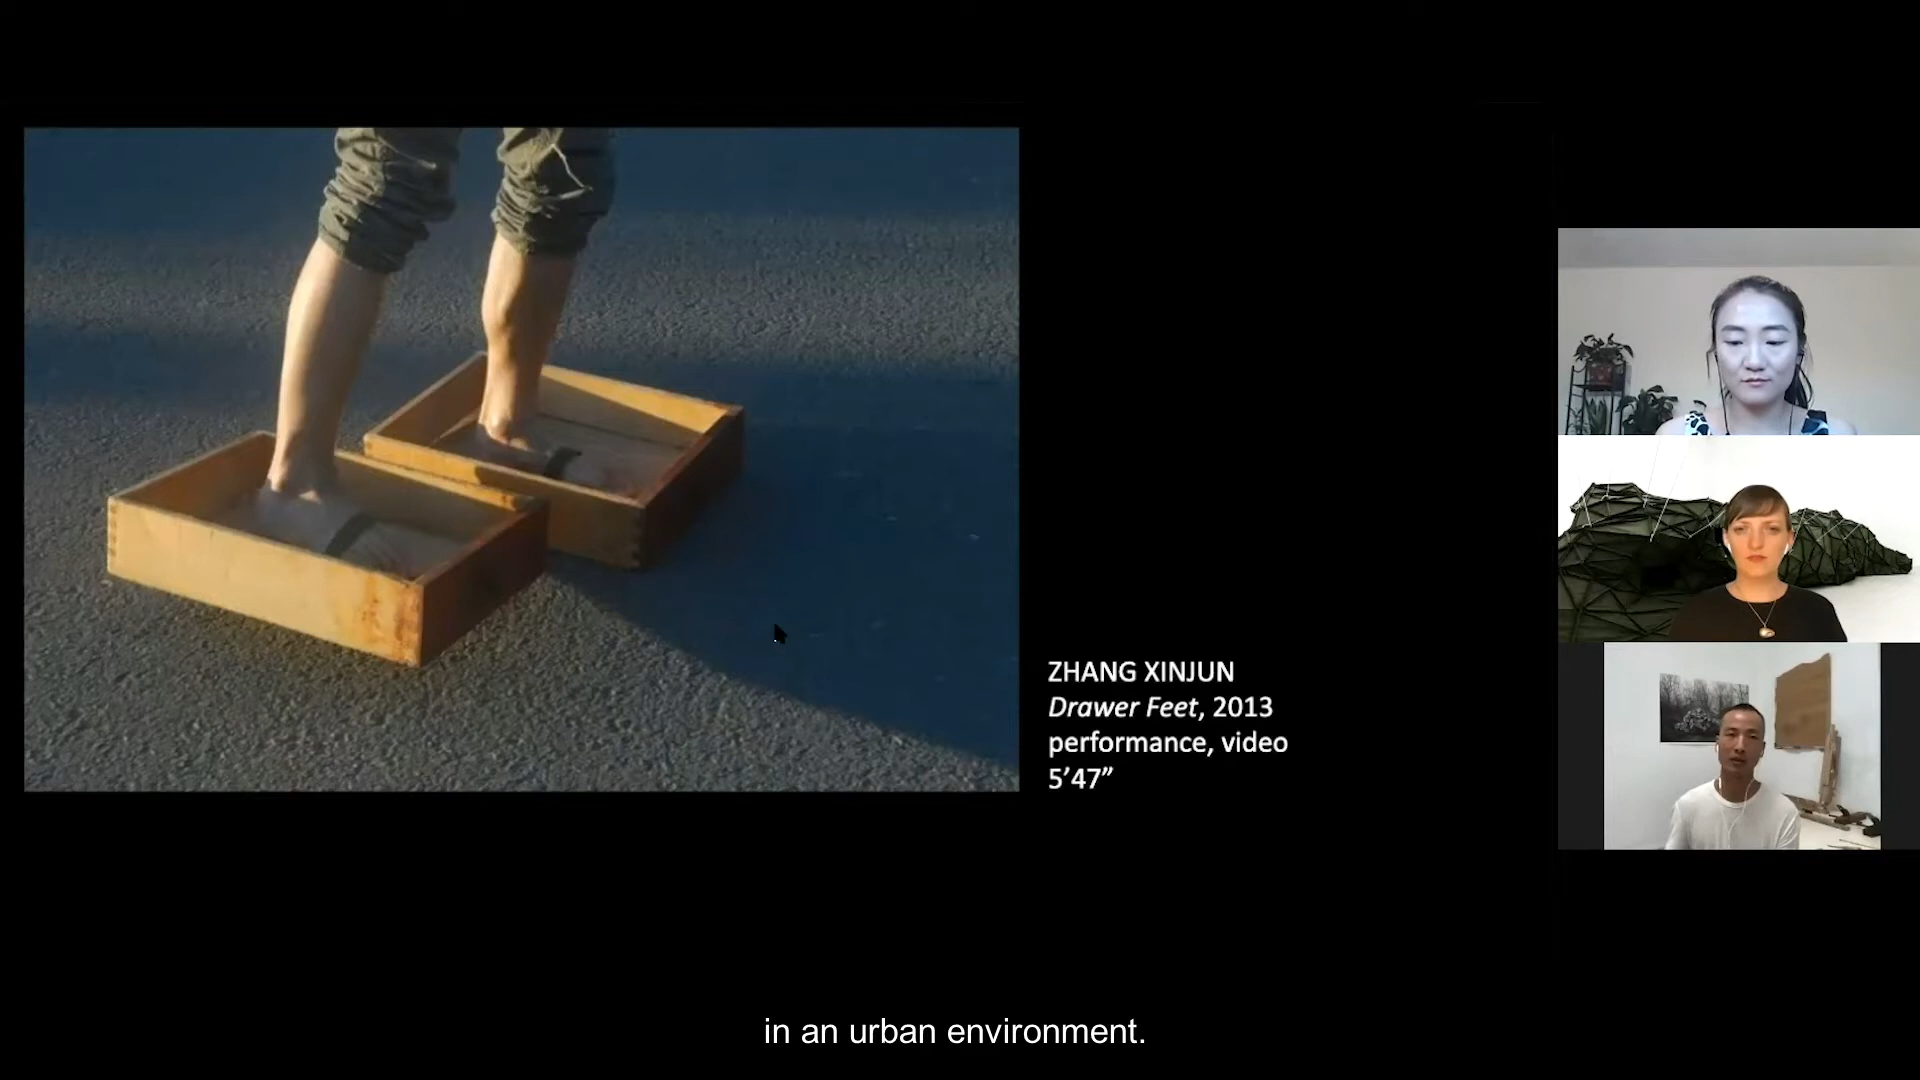 ZHANG XINJUN
Drawer Feet, 2013
performance, video
5’47”
in an urban environment.